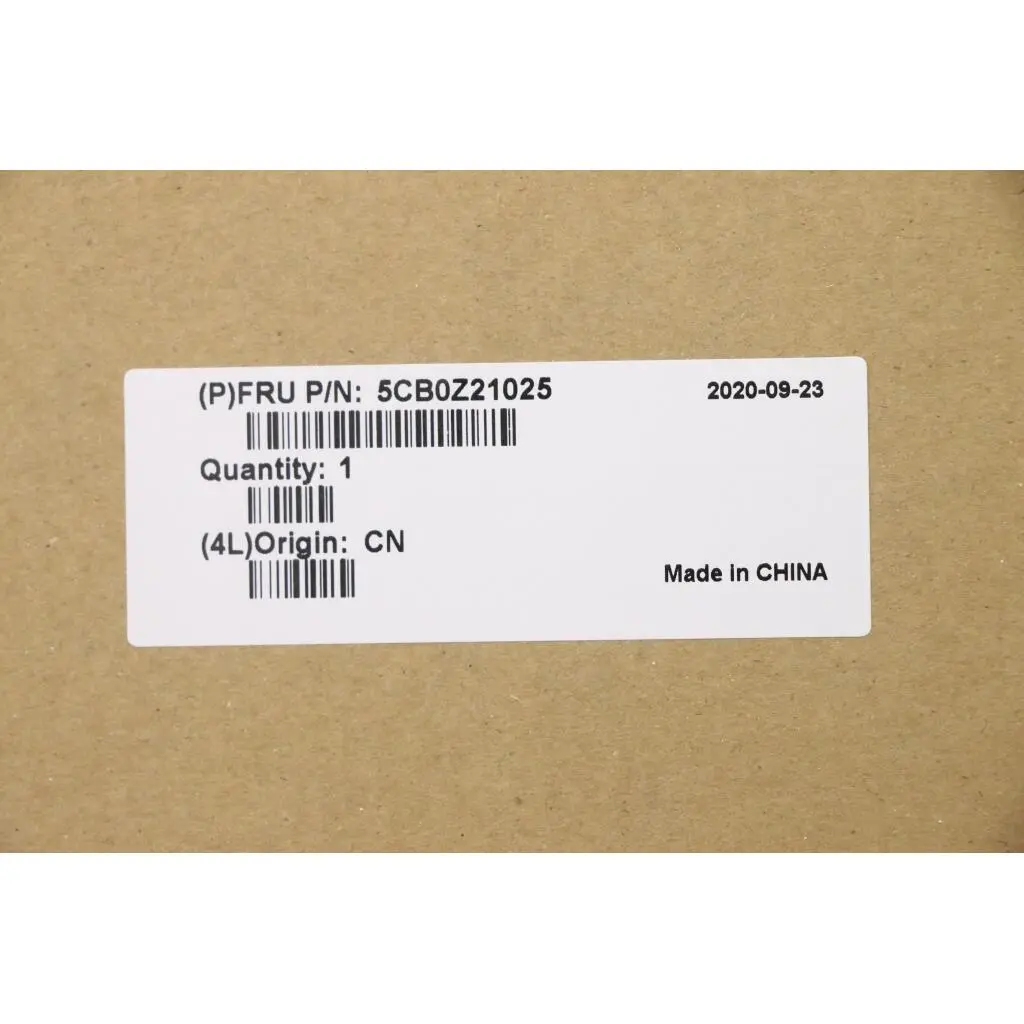 (P)FRU P/N: 5CB0Z21025
2020-09-23
Quantity: 1
(4L)Origin: CN
Made in CHINA